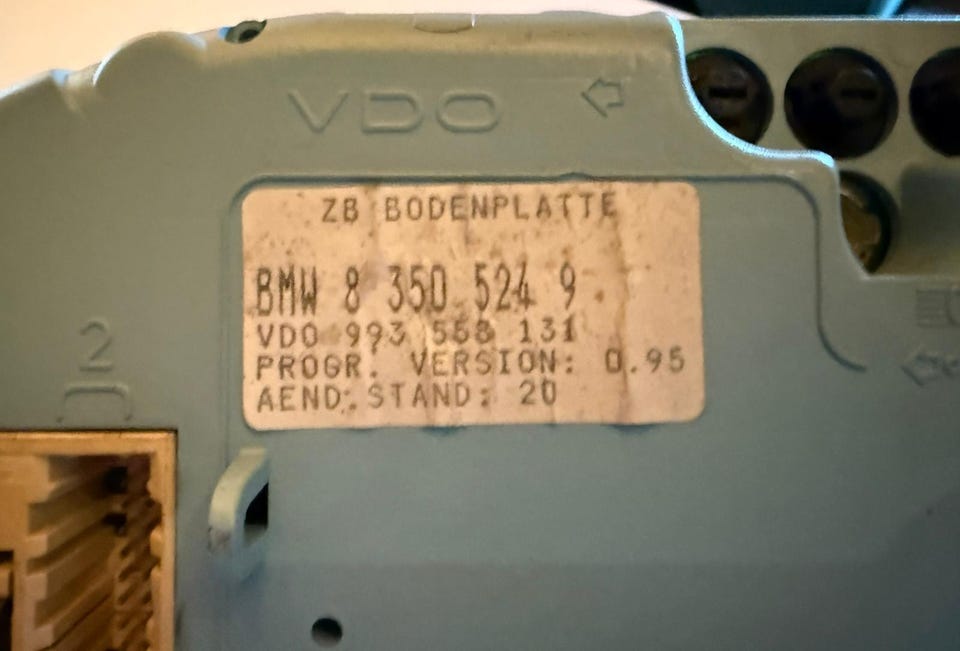 VDO
ZB BODENPLATTE
BMW 8 350 524 9
VDO 993 558 131
PROGR. VERSION: 0.95
AEND. STAND: 20
2